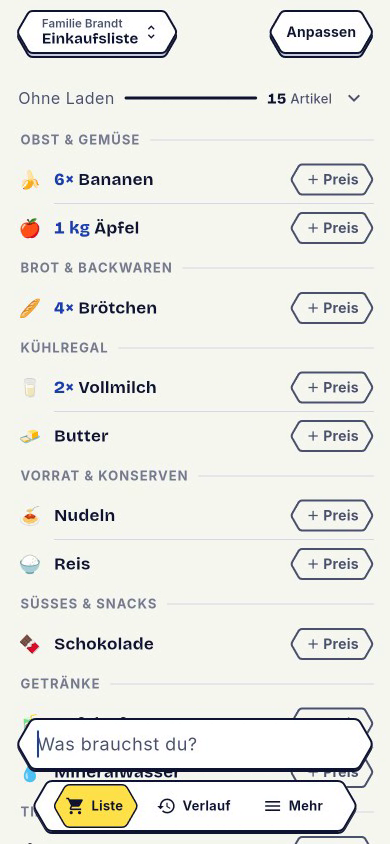 Familie Brandt
Einkaufsliste
Anpassen
Ohne Laden 15 Artikel
OBST & GEMÜSE
6× Bananen + Preis
1 kg Äpfel + Preis
BROT & BACKWAREN
4× Brötchen + Preis
KÜHLREGAL
2× Vollmilch + Preis
Butter + Preis
VORRAT & KONSERVEN
Nudeln + Preis
Reis + Preis
SÜSSES & SNACKS
Schokolade + Preis
GETRÄNKE
Was brauchst du?
Mineralwasser
Liste Verlauf Mehr